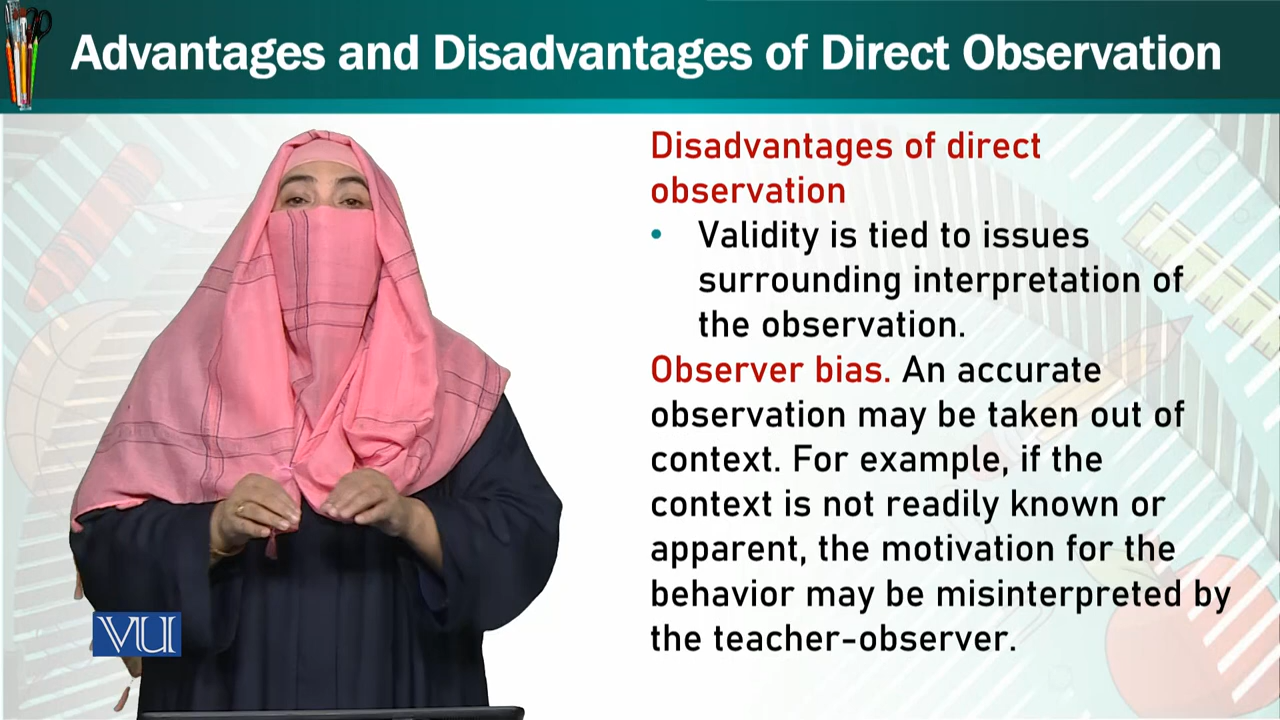 Advantages and Disadvantages of Direct Observation
Disadvantages of direct
observation
• Validity is tied to issues
surrounding interpretation of
the observation.
Observer bias. An accurate
observation may be taken out of
context. For example, if the
context is not readily known or
apparent, the motivation for the
behavior may be misinterpreted by
the teacher-observer.
VU